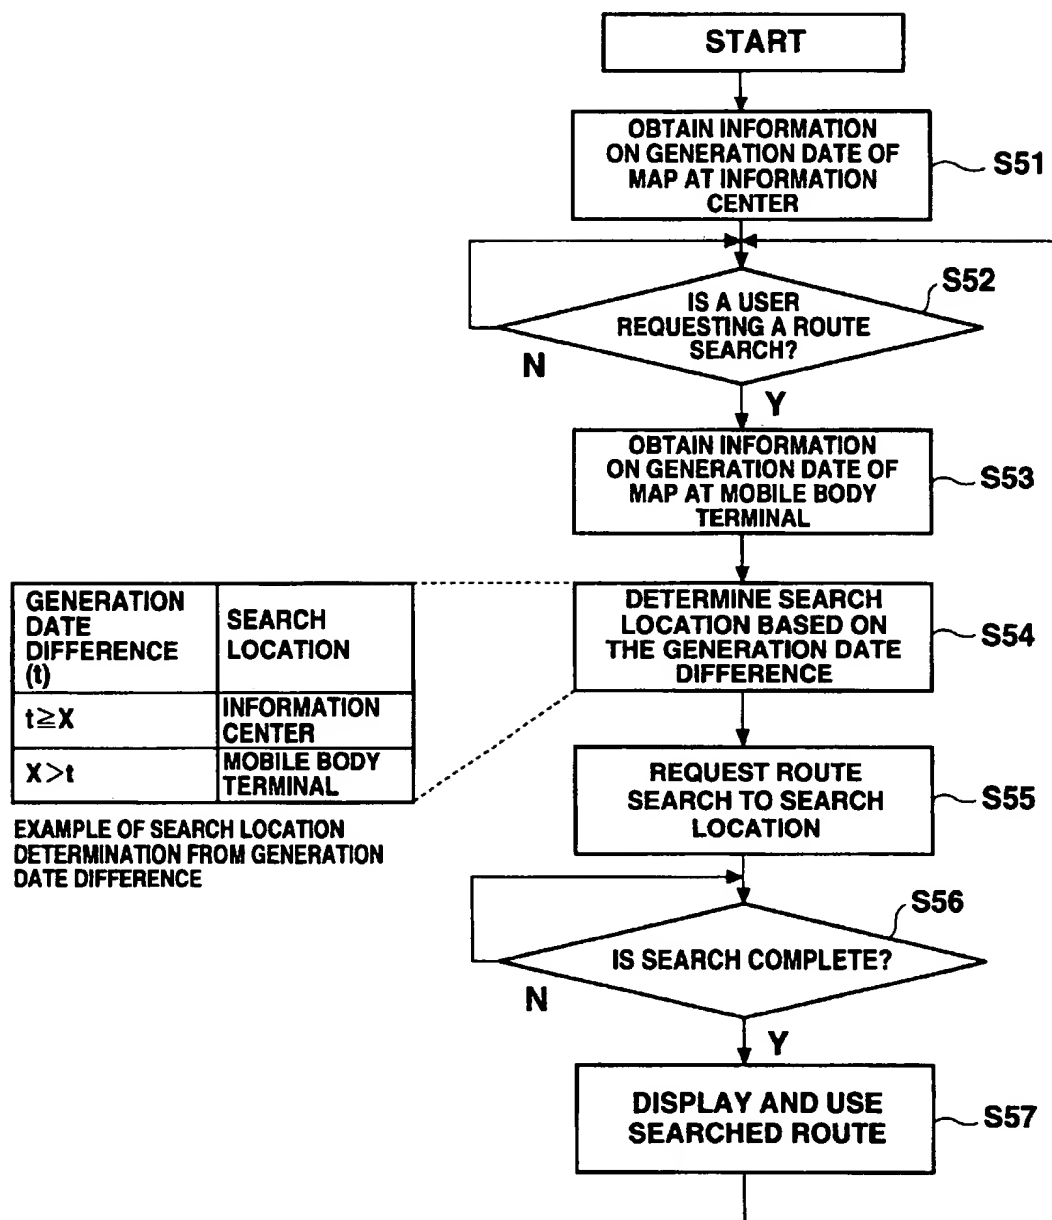 START
OBTAIN INFORMATION
ON GENERATION DATE OF
MAP AT INFORMATION
CENTER
S51
S52
IS A USER
REQUESTING A ROUTE
SEARCH?
N
Y
OBTAIN INFORMATION
ON GENERATION DATE OF
MAP AT MOBILE BODY
TERMINAL
S53
DETERMINE SEARCH
LOCATION BASED ON
THE GENERATION DATE
DIFFERENCE
S54
GENERATION
DATE
DIFFERENCE
(t)
SEARCH
LOCATION
t≧X
INFORMATION
CENTER
X>t
MOBILE BODY
TERMINAL
EXAMPLE OF SEARCH LOCATION
DETERMINATION FROM GENERATION
DATE DIFFERENCE
REQUEST ROUTE
SEARCH TO SEARCH
LOCATION
S55
S56
IS SEARCH COMPLETE?
N
Y
DISPLAY AND USE
SEARCHED ROUTE
S57